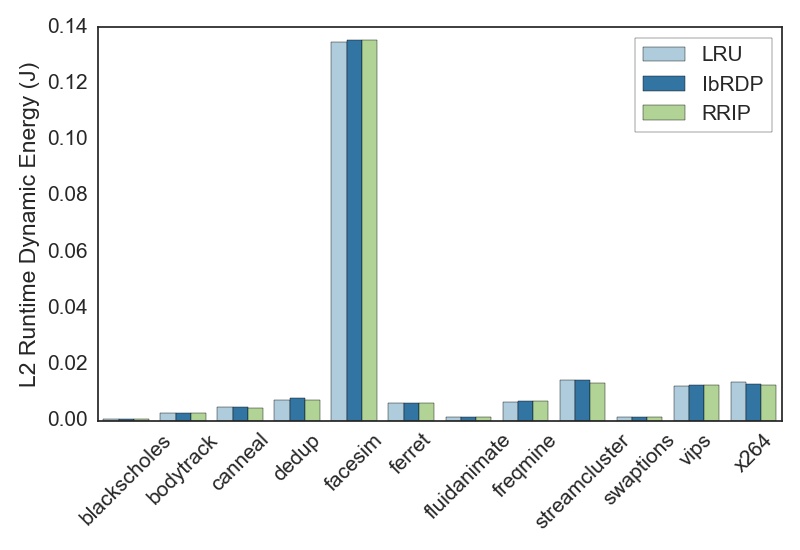 L2 Runtime Dynamic Energy (J)
0.14
0.12
0.10
0.08
0.06
0.04
0.02
0.00
LRU
IbRDP
RRIP
blackscholes
bodytrack
canneal
dedup
facesim
ferret
fluidanimate
freqmine
streamcluster
swaptions
vips
x264